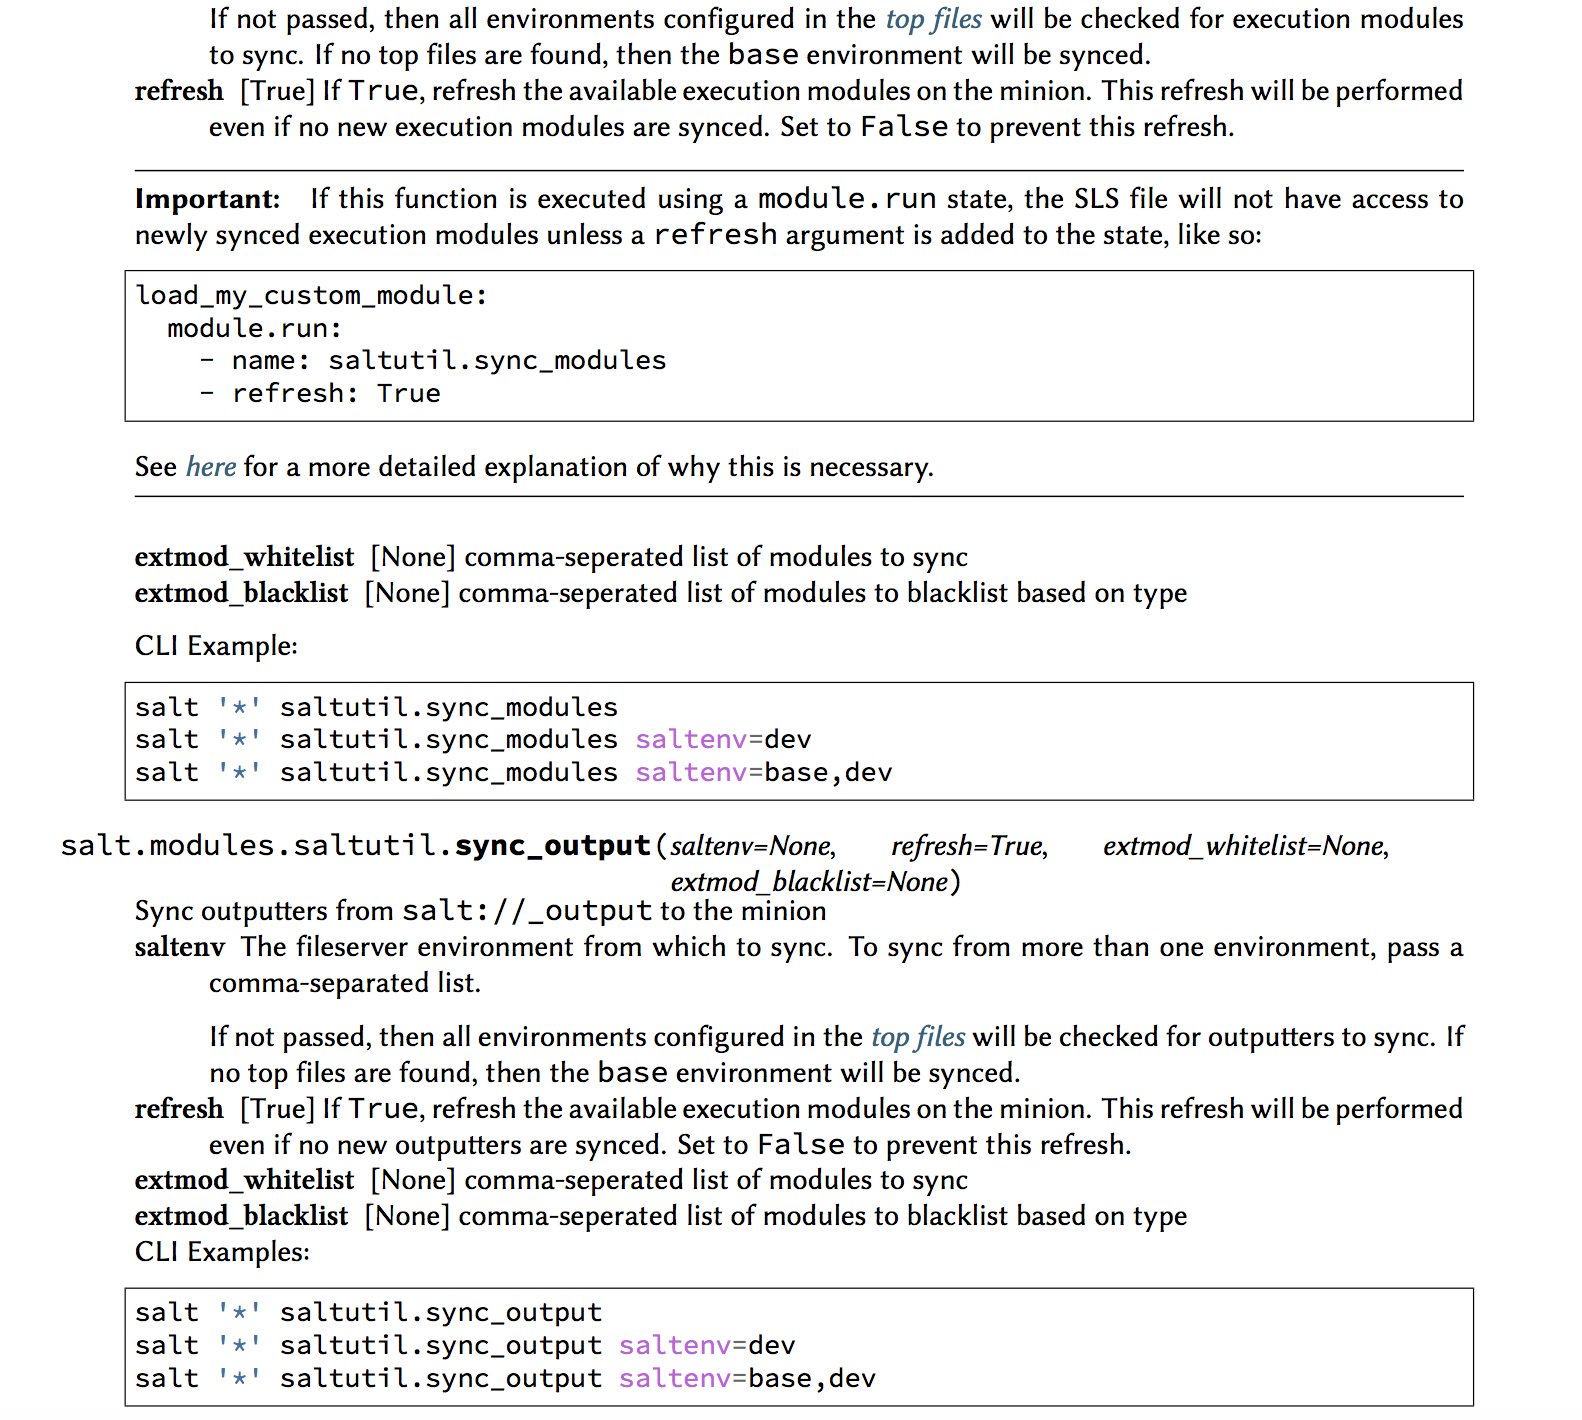 If not passed, then all environments configured in the top files will be checked for execution modules
to sync. If no top files are found, then the base environment will be synced.
refresh [True] If True, refresh the available execution modules on the minion. This refresh will be performed
even if no new execution modules are synced. Set to False to prevent this refresh.
Important: If this function is executed using a module.run state, the SLS file will not have access to
newly synced execution modules unless a refresh argument is added to the state, like so:
load_my_custom_module:
  module.run:
    - name: saltutil.sync_modules
    - refresh: True
See here for a more detailed explanation of why this is necessary.
extmod_whitelist [None] comma-seperated list of modules to sync
extmod_blacklist [None] comma-seperated list of modules to blacklist based on type
CLI Example:
salt '*' saltutil.sync_modules
salt '*' saltutil.sync_modules saltenv=dev
salt '*' saltutil.sync_modules saltenv=base,dev
salt.modules.saltutil.sync_output(saltenv=None, refresh=True, extmod_whitelist=None,
extmod_blacklist=None)
Sync outputters from salt://_output to the minion
saltenv The fileserver environment from which to sync. To sync from more than one environment, pass a
comma-separated list.
If not passed, then all environments configured in the top files will be checked for outputters to sync. If
no top files are found, then the base environment will be synced.
refresh [True] If True, refresh the available execution modules on the minion. This refresh will be performed
even if no new outputters are synced. Set to False to prevent this refresh.
extmod_whitelist [None] comma-seperated list of modules to sync
extmod_blacklist [None] comma-seperated list of modules to blacklist based on type
CLI Examples:
salt '*' saltutil.sync_output
salt '*' saltutil.sync_output saltenv=dev
salt '*' saltutil.sync_output saltenv=base,dev